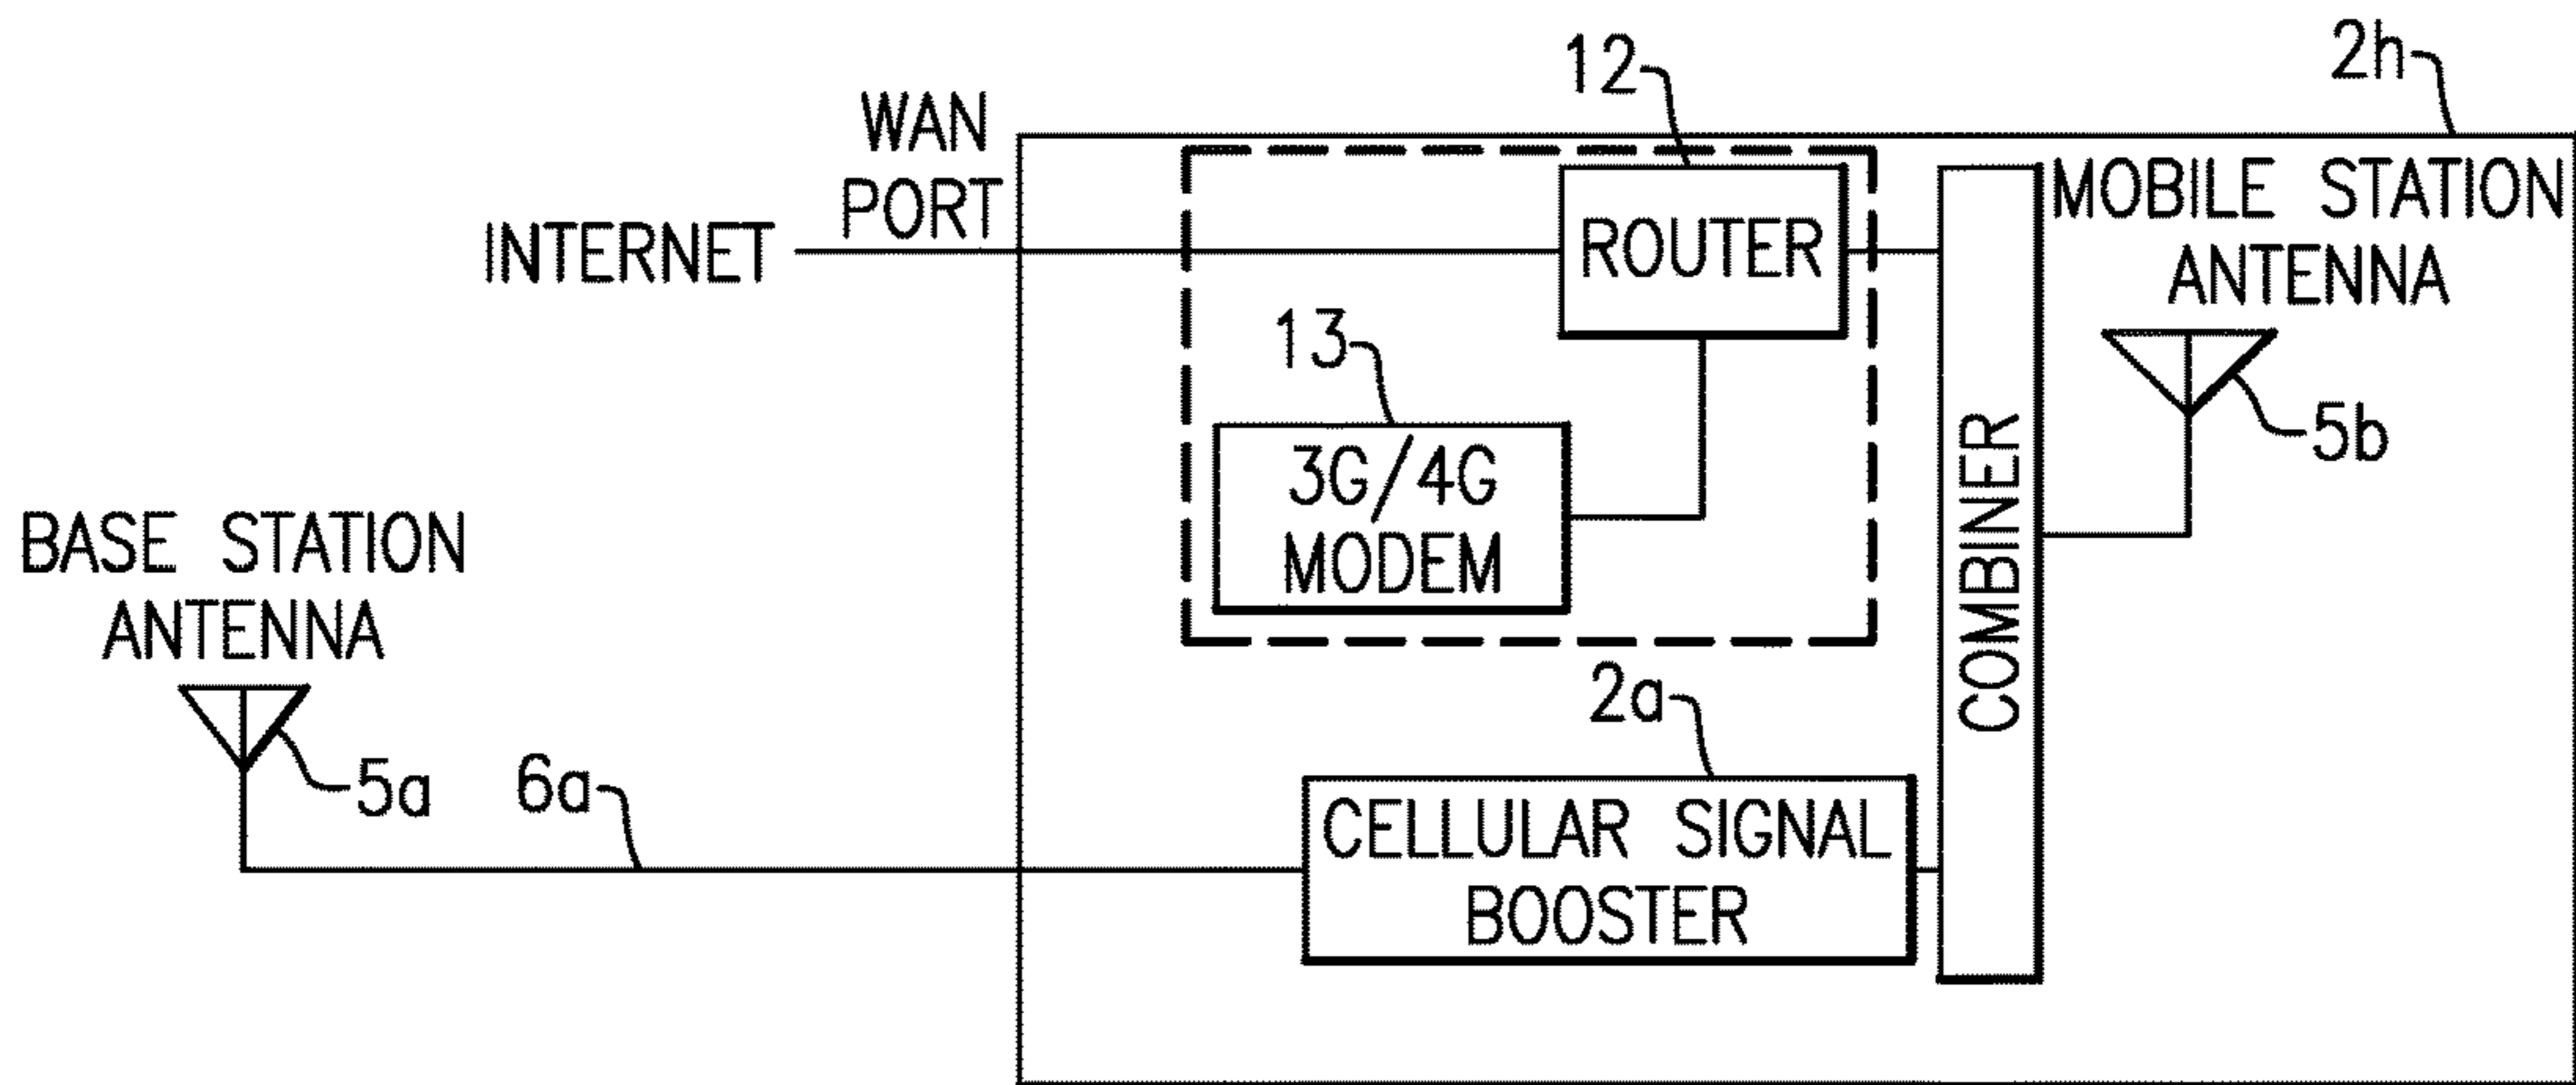 2h
12
WAN
PORT
INTERNET
ROUTER
MOBILE STATION
ANTENNA
13
5b
3G/4G
MODEM
COMBINER
BASE STATION
ANTENNA
5a
6a
2a
CELLULAR SIGNAL
BOOSTER